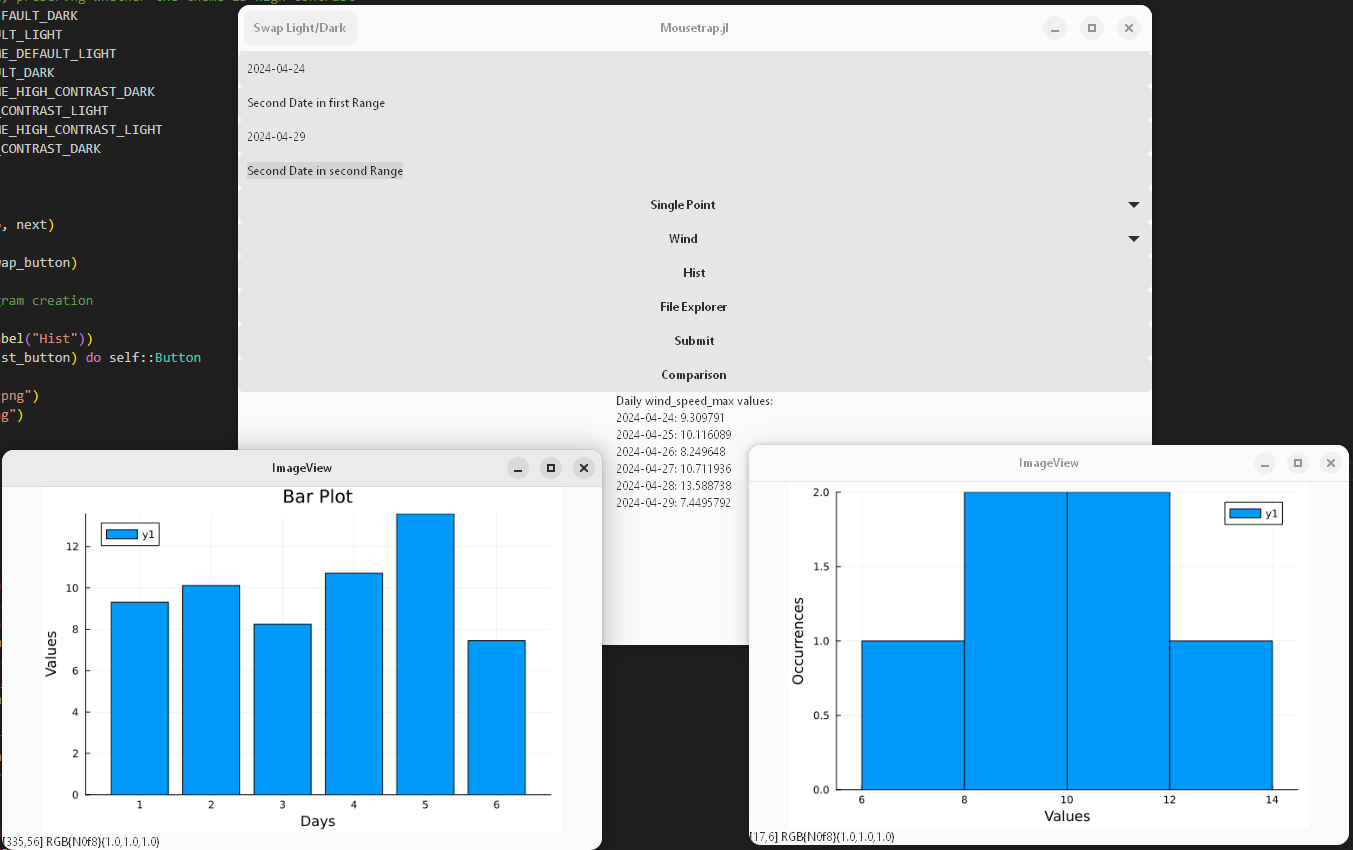 FAULT_DARK
ULT_LIGHT
ME_DEFAULT_LIGHT
ULT_DARK
ME_HIGH_CONTRAST_DARK
_CONTRAST_LIGHT
ME_HIGH_CONTRAST_LIGHT
_CONTRAST_DARK
, next)
ap_button)
ram creation
bel("Hist"))
st_button) do self::Button
png")
g")
Swap Light/Dark
Mousetrap.jl
2024-04-24
Second Date in first Range
2024-04-29
Second Date in second Range
Single Point
Wind
Hist
File Explorer
Submit
Comparison
Daily wind_speed_max values:
2024-04-24: 9.309791
2024-04-25: 10.116089
2024-04-26: 8.249648
2024-04-27: 10.711936
2024-04-28: 13.588738
2024-04-29: 7.4495792
ImageView
Bar Plot
y1
12
10
8
6
4
2
0
Values
1 2 3 4 5 6
Days
[335,56] RGB{N0f8}(1.0,1.0,1.0)
ImageView
y1
2.0
1.5
1.0
0.5
0.0
Occurrences
6 8 10 12 14
Values
[17,6] RGB{N0f8}(1.0,1.0,1.0)